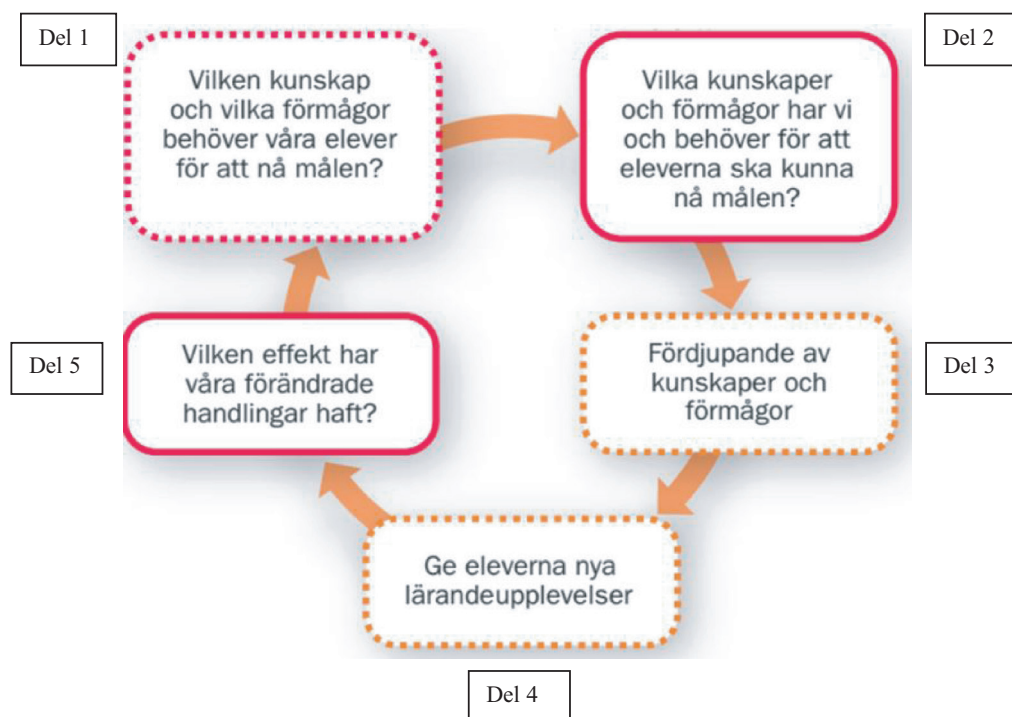 Del 1
Vilken kunskap
och vilka förmågor
behöver våra elever
för att nå målen?
Del 2
Vilka kunskaper
och förmågor har vi
och behöver för att
eleverna ska kunna
nå målen?
Del 3
Fördjupande av
kunskaper och
förmågor
Del 4
Ge eleverna nya
lärandeupplevelser
Del 5
Vilken effekt har
våra förändrade
handlingar haft?